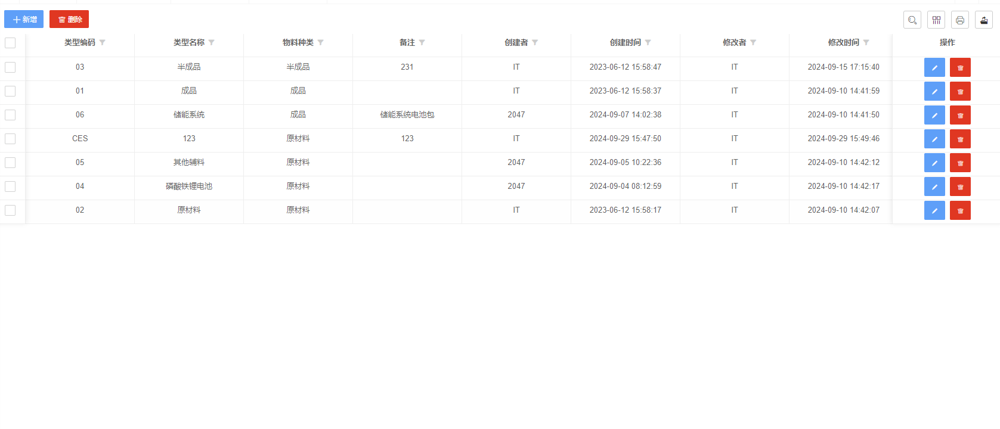 新增 删除
类型编码 类型名称 物料种类 备注 创建者 创建时间 修改者 修改时间 操作
03 半成品 半成品 231 IT 2023-06-12 15:58:47 IT 2024-09-15 17:15:40
01 成品 成品 IT 2023-06-12 15:58:37 IT 2024-09-10 14:41:59
06 储能系统 成品 储能系统电池包 2047 2024-09-07 14:02:38 IT 2024-09-10 14:41:50
CES 123 原材料 123 IT 2024-09-29 15:47:50 IT 2024-09-29 15:49:46
05 其他辅料 原材料 2047 2024-09-05 10:22:36 IT 2024-09-10 14:42:12
04 磷酸铁锂电池 原材料 2047 2024-09-04 08:12:59 IT 2024-09-10 14:42:17
02 原材料 原材料 IT 2023-06-12 15:58:17 IT 2024-09-10 14:42:07